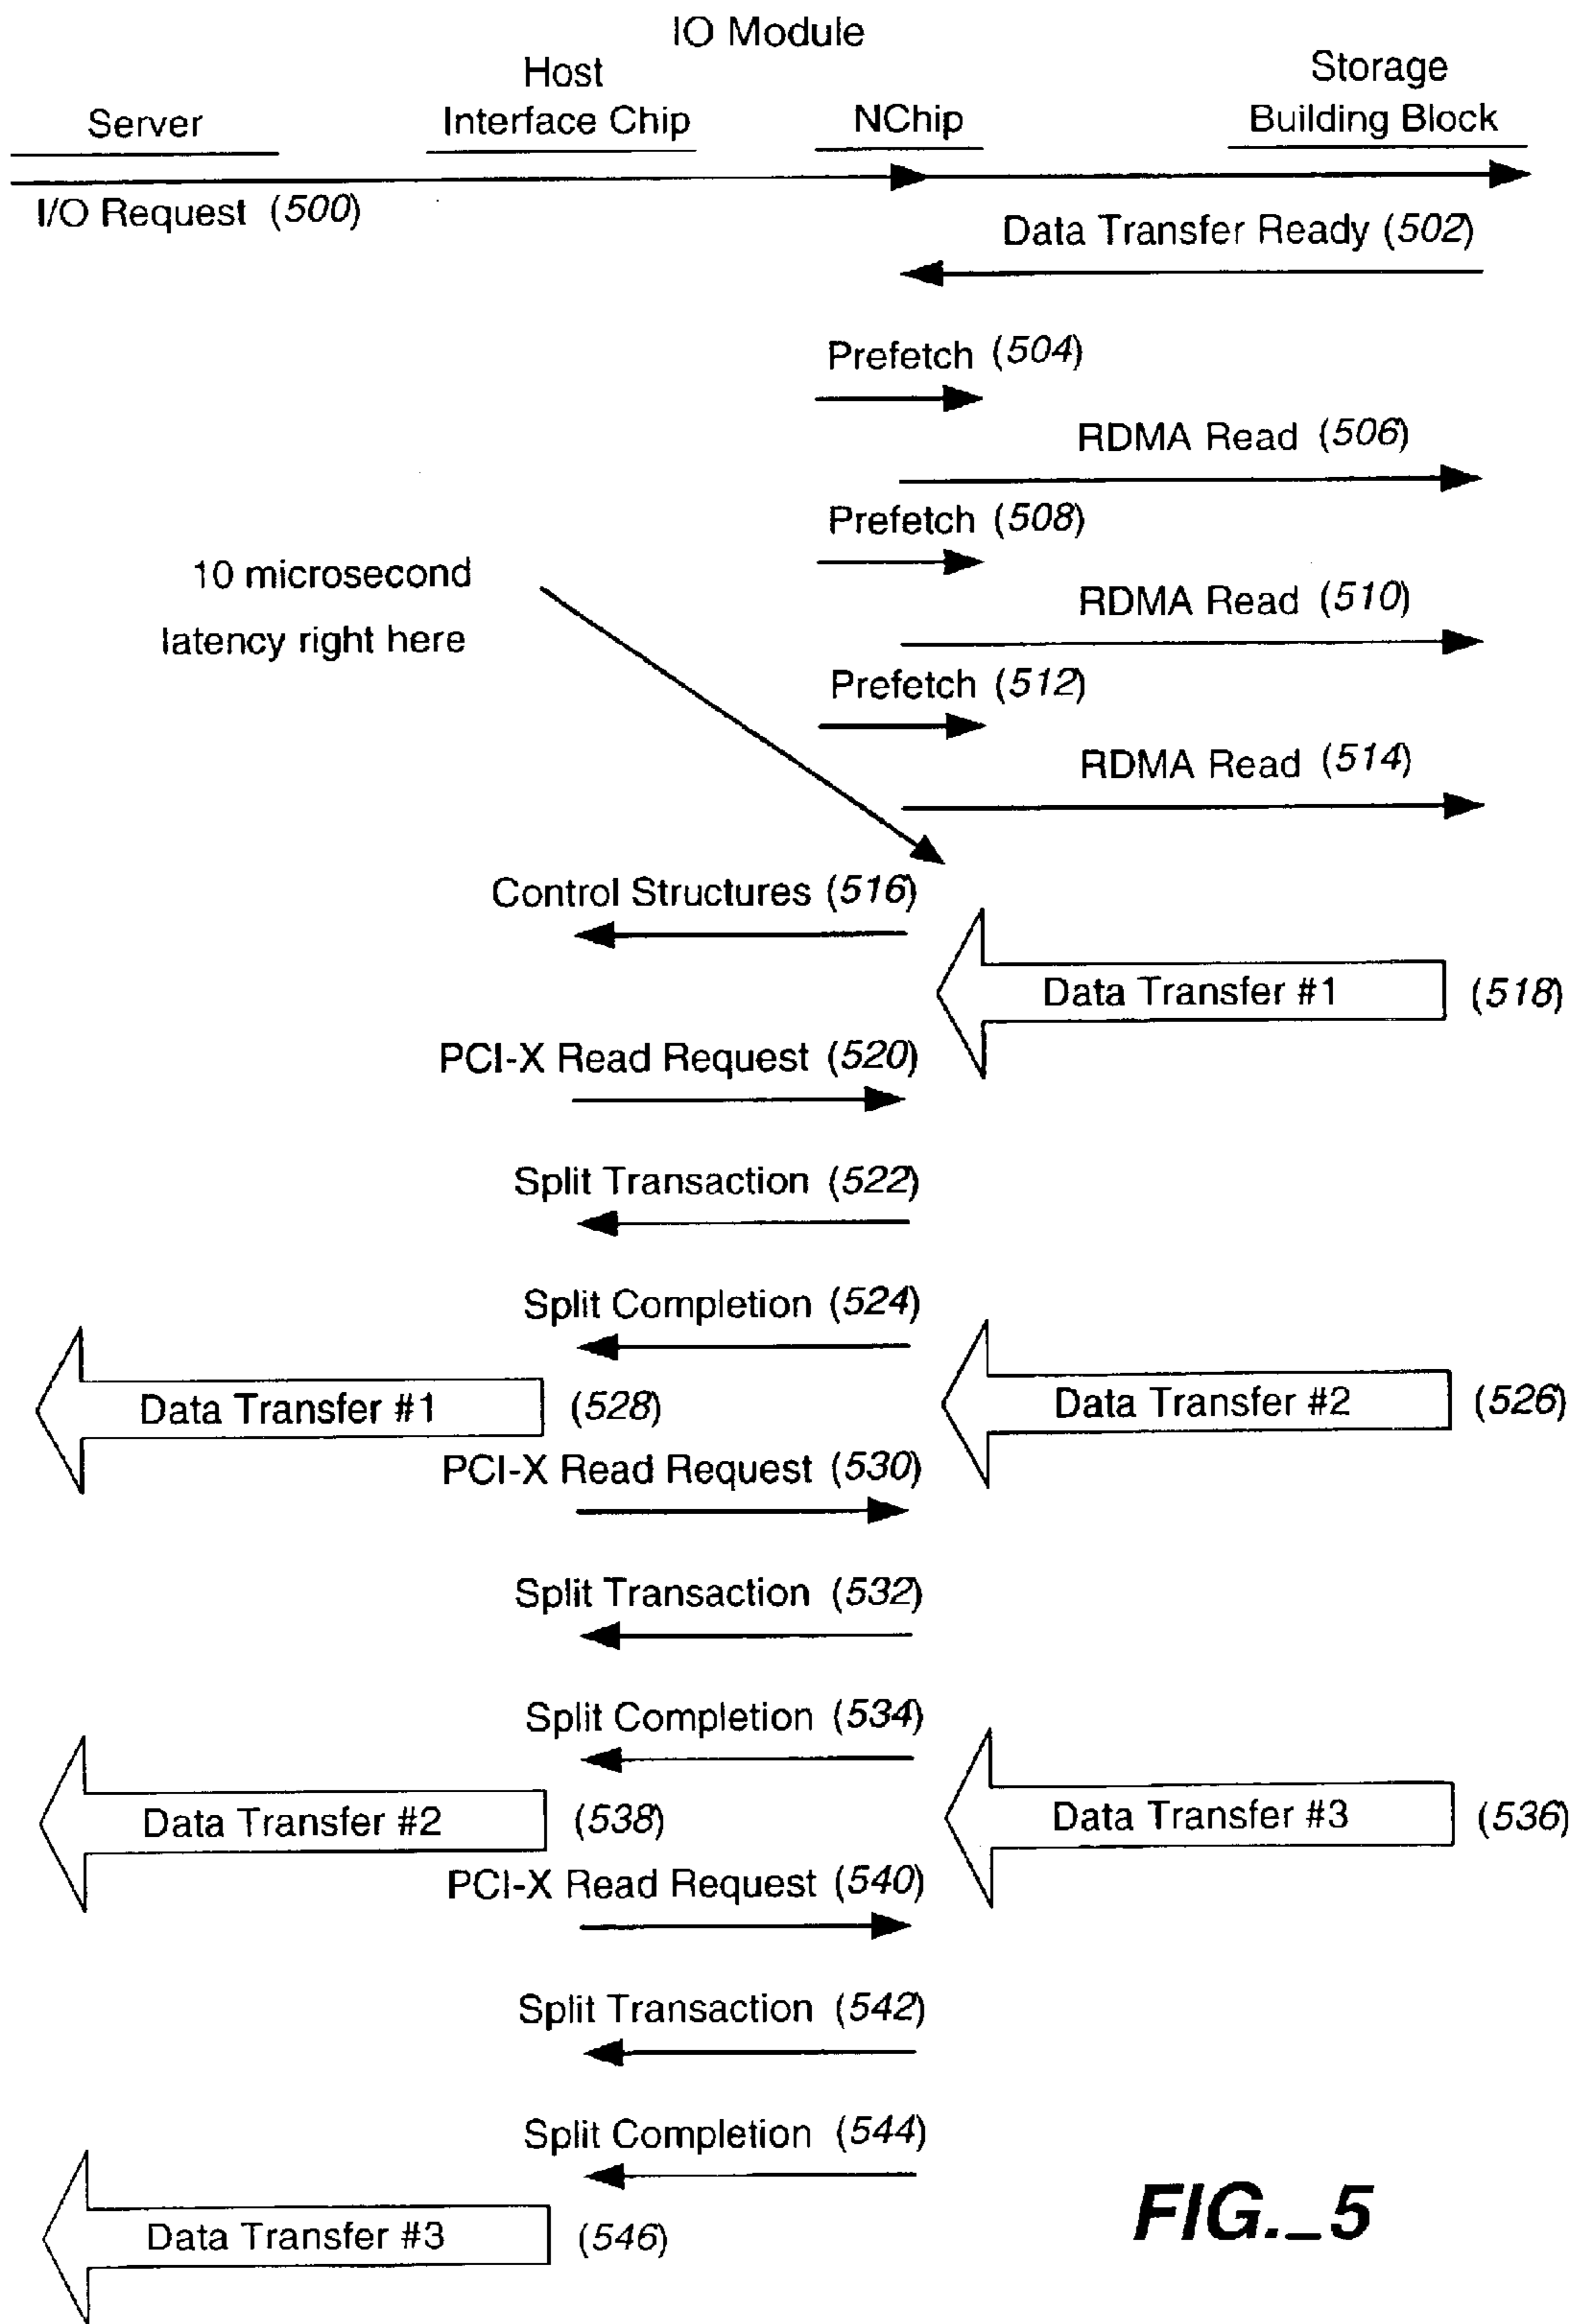 IO Module
Host
Storage
Server
Interface Chip
NChip
Building Block
I/O Request (500)
Data Transfer Ready (502)
Prefetch (504)
RDMA Read (506)
Prefetch (508)
10 microsecond
latency right here
RDMA Read (510)
Prefetch (512)
RDMA Read (514)
Control Structures (516)
Data Transfer #1 (518)
PCI-X Read Request (520)
Split Transaction (522)
Split Completion (524)
Data Transfer #1 (528)
Data Transfer #2 (526)
PCI-X Read Request (530)
Split Transaction (532)
Split Completion (534)
Data Transfer #2 (538)
Data Transfer #3 (536)
PCI-X Read Request (540)
Split Transaction (542)
Split Completion (544)
Data Transfer #3 (546)
FIG._5